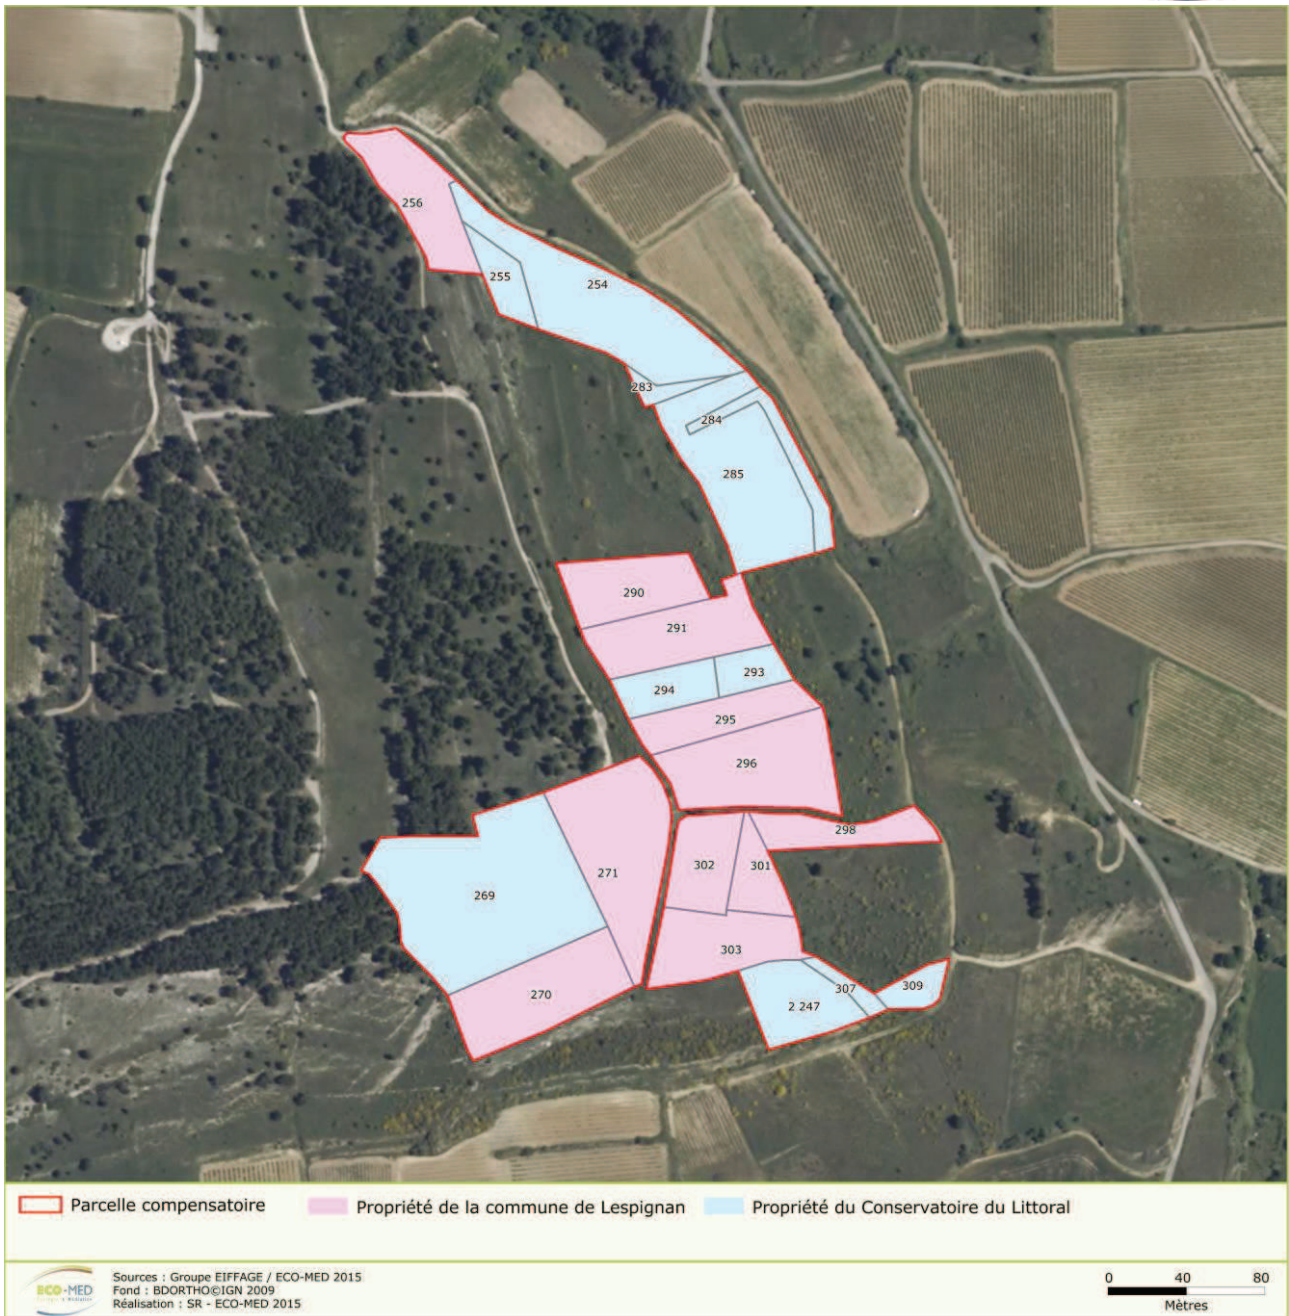 256
255
254
283
284
285
290
291
293
294
295
296
298
302
301
271
269
303
270
307
309
2 247
Parcelle compensatoire
Propriété de la commune de Lespignan
Propriété du Conservatoire du Littoral
ECO-MED
Sources : Groupe EIFFAGE / ECO-MED 2015
Fond : BDORTHO©IGN 2009
Réalisation : SR - ECO-MED 2015
0 40 80
Mètres